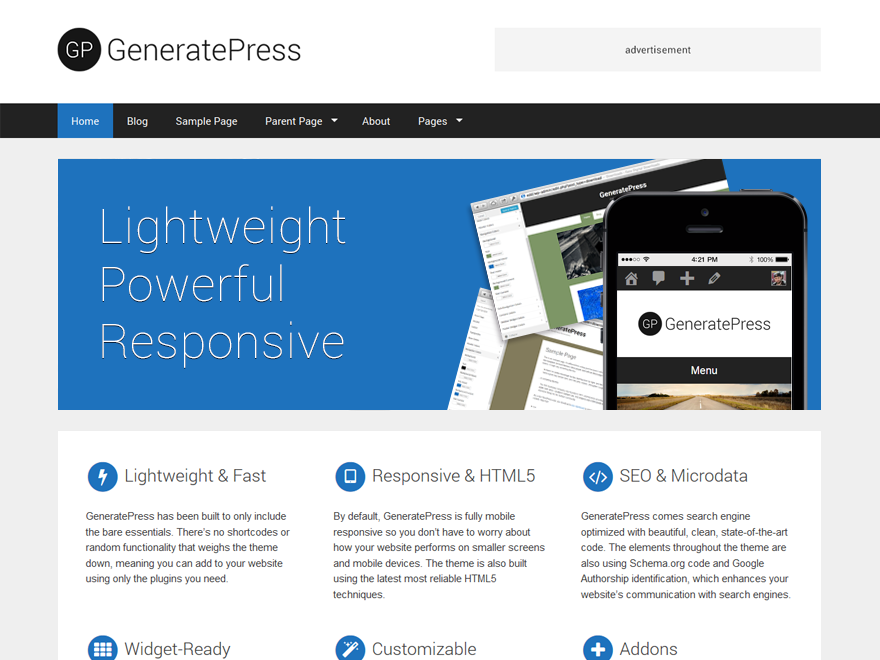 GP GeneratePress
advertisement
Home Blog Sample Page Parent Page About Pages
Lightweight
Powerful
Responsive
GeneratePress
4:21 PM 100%
GP GeneratePress
Menu
Sample Page
Lightweight & Fast
GeneratePress has been built to only include
the bare essentials. There's no shortcodes or
random functionality that weighs the theme
down, meaning you can add to your website
using only the plugins you need.
Responsive & HTML5
By default, GeneratePress is fully mobile
responsive so you don't have to worry about
how your website performs on smaller screens
and mobile devices. The theme is also built
using the latest most reliable HTML5
techniques.
SEO & Microdata
GeneratePress comes search engine
optimized with beautiful, clean, state-of-the-art
code. The elements throughout the theme are
also using Schema.org code and Google
Authorship identification, which enhances your
website's communication with search engines.
Widget-Ready
Customizable
Addons